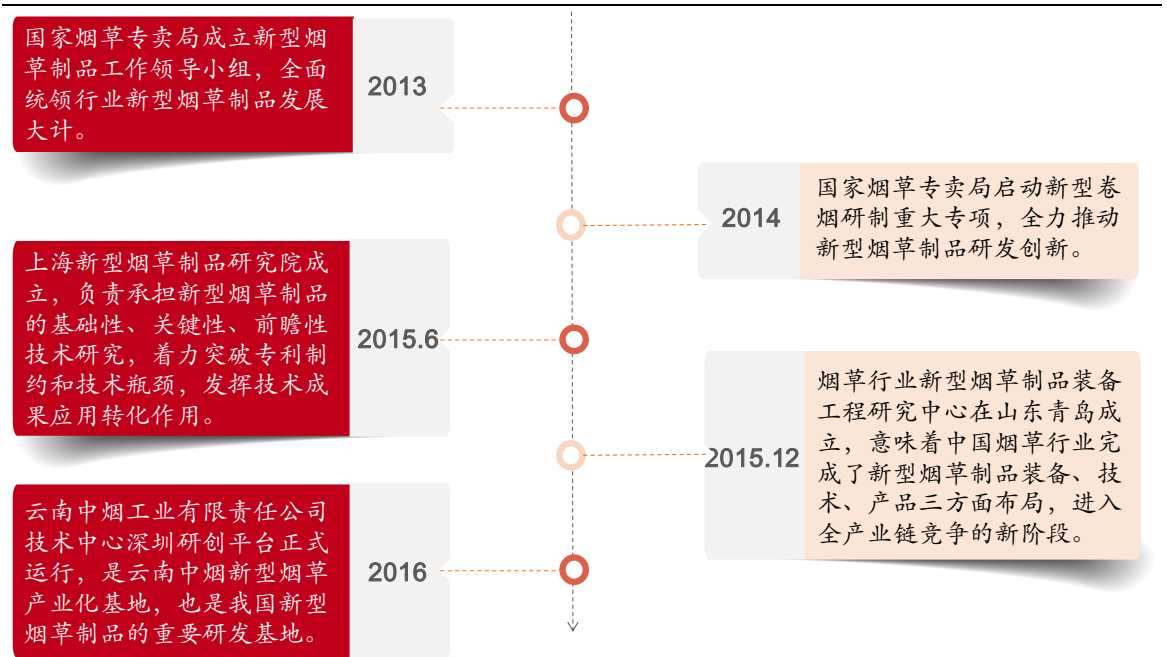 国家烟草专卖局成立新型烟
草制品工作领导小组，全面
统领行业新型烟草制品发展
大计。
2013
2014
国家烟草专卖局启动新型卷
烟研制重大专项，全力推动
新型烟草制品研发创新。
上海新型烟草制品研究院成
立，负责承担新型烟草制品
的基础性、关键性、前瞻性
技术研究，着力突破专利制
约和技术瓶颈，发挥技术成
果应用转化作用。
2015.6
2015.12
烟草行业新型烟草制品装备
工程研究中心在山东青岛成
立，意味着中国烟草行业完
成了新型烟草制品装备、技
术、产品三方面布局，进入
全产业链竞争的新阶段。
云南中烟工业有限责任公司
技术中心深圳研创平台正式
运行，是云南中烟新型烟草
产业化基地，也是我国新型
烟草制品的重要研发基地。
2016